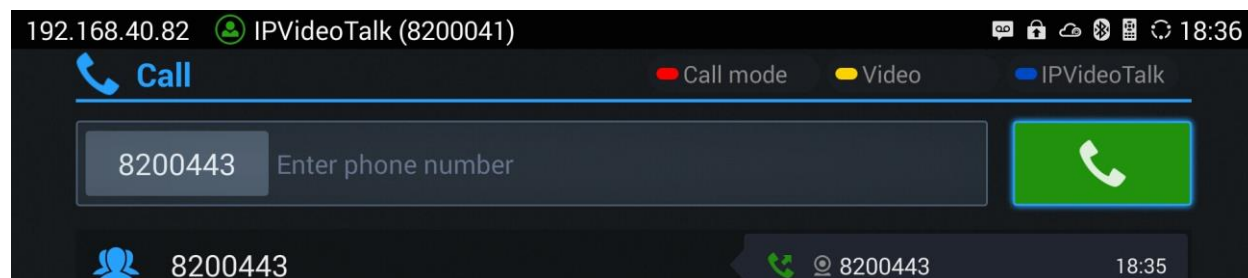 192.168.40.82 IPVideoTalk (8200041) 18:36
Call Call mode Video IPVideoTalk
8200443 Enter phone number
8200443 8200443 18:35